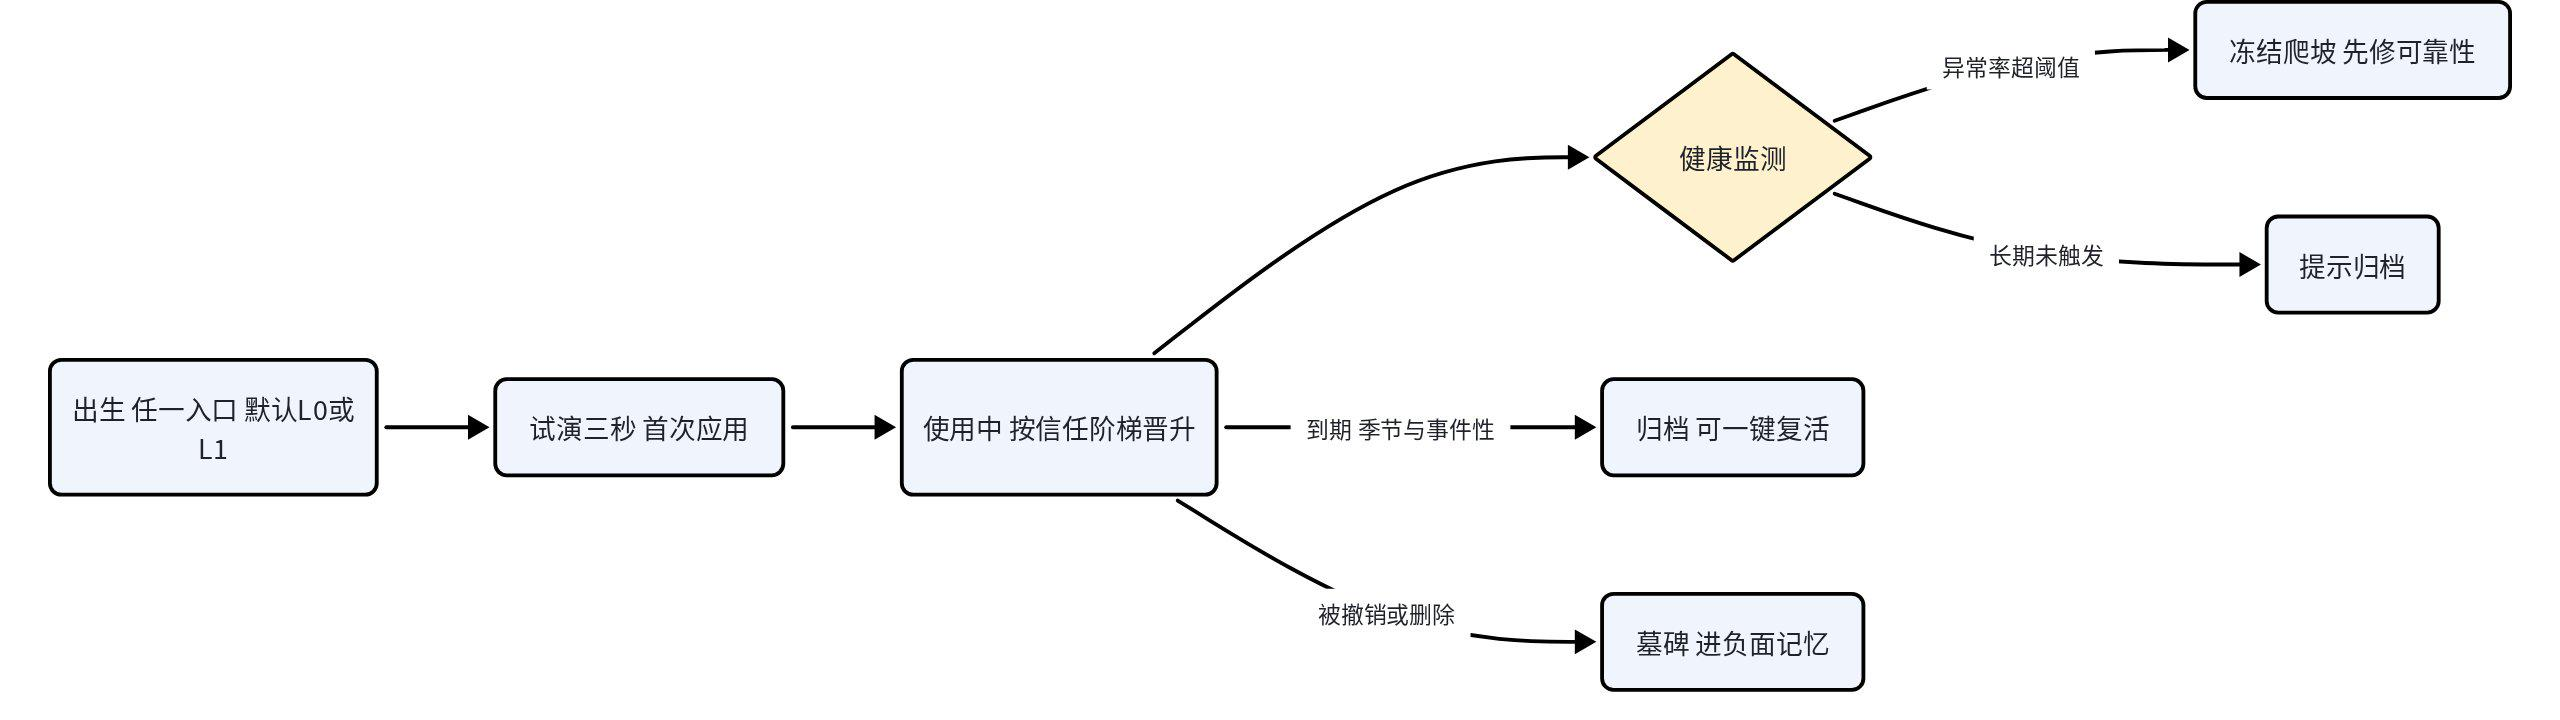 冻结爬坡 先修可靠性
异常率超阈值
健康监测
长期未触发
提示归档
出生 任一入口 默认L0或
L1
试演三秒 首次应用
使用中 按信任阶梯晋升
到期 季节与事件性
归档 可一键复活
被撤销或删除
墓碑 进负面记忆